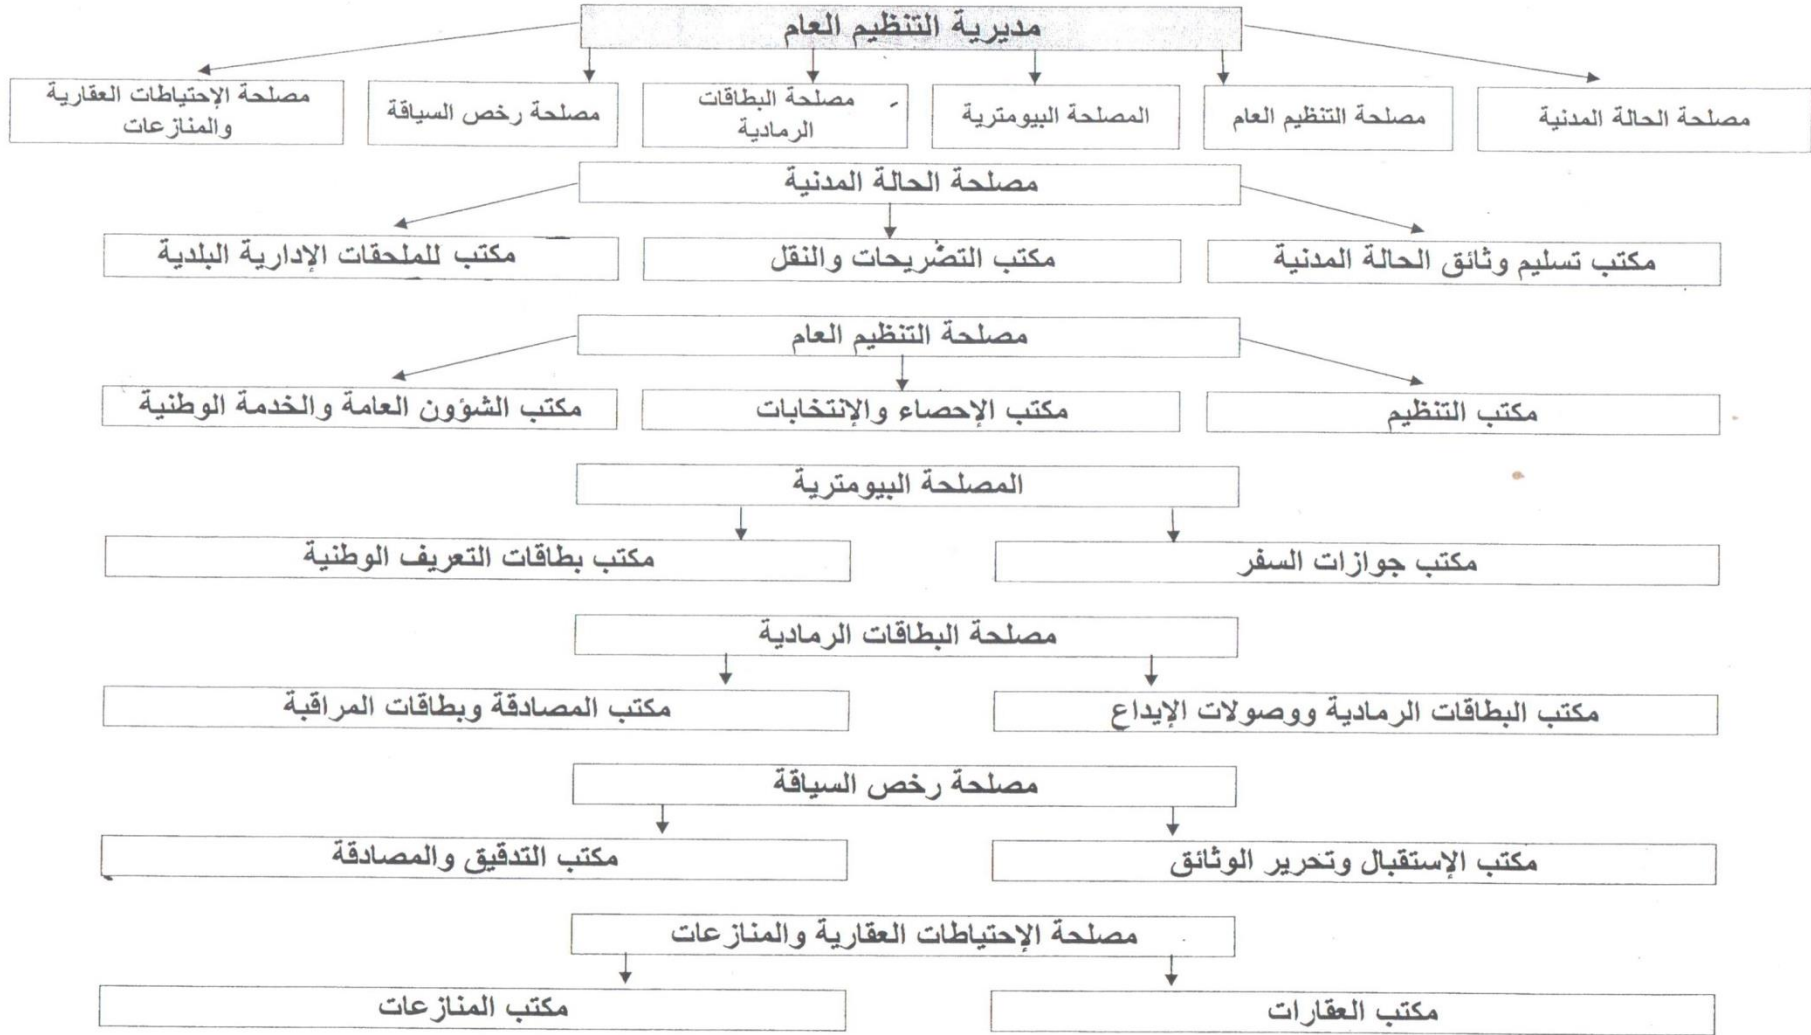 مديرية التنظيم العام
مصلحة الحالة المدنية
مصلحة التنظيم العام
المصلحة البيومترية
مصلحة البطاقات
الرمادية
مصلحة رخص السياقة
مصلحة الإحتياطات العقارية
والمنازعات
مصلحة الحالة المدنية
مكتب تسليم وثائق الحالة المدنية
مكتب التصريحات والنقل
مكتب للملحقات الإدارية البلدية
مصلحة التنظيم العام
مكتب التنظيم
مكتب الإحصاء والإنتخابات
مكتب الشؤون العامة والخدمة الوطنية
المصلحة البيومترية
مكتب جوازات السفر
مكتب بطاقات التعريف الوطنية
مصلحة البطاقات الرمادية
مكتب البطاقات الرمادية ووصولات الإيداع
مكتب المصادقة وبطاقات المراقبة
مصلحة رخص السياقة
مكتب الإستقبال وتحرير الوثائق
مكتب التدقيق والمصادقة
مصلحة الإحتياطات العقارية والمنازعات
مكتب العقارات
مكتب المنازعات